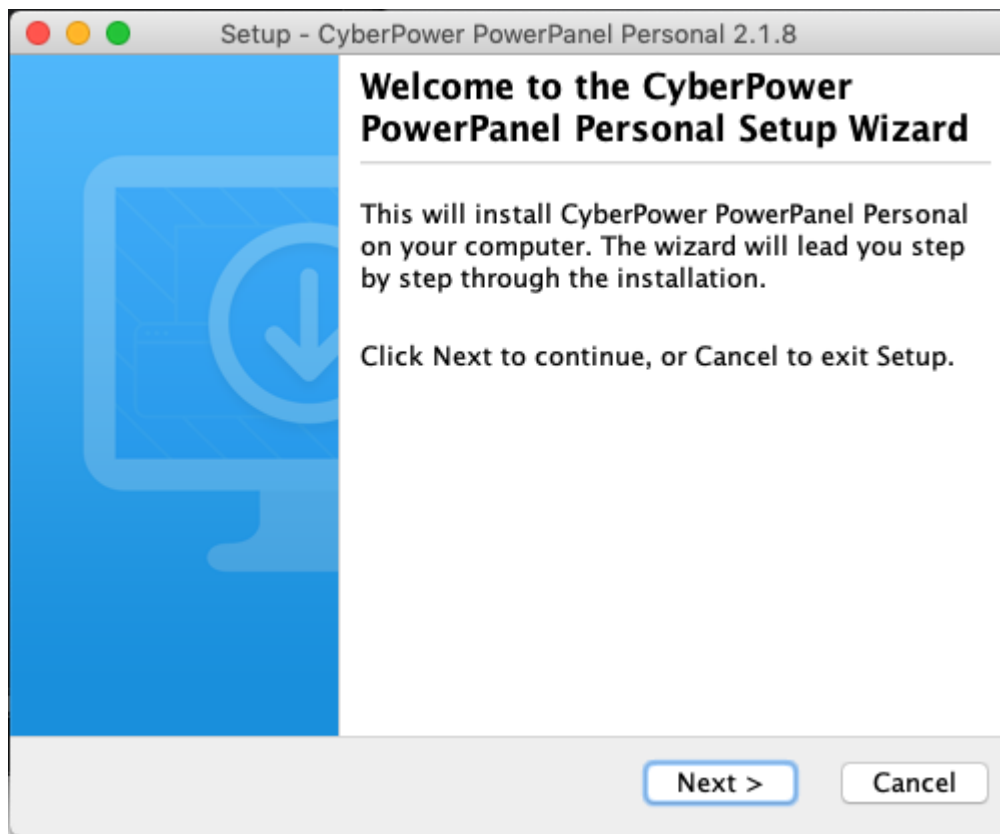 Setup - CyberPower PowerPanel Personal 2.1.8
Welcome to the CyberPower
PowerPanel Personal Setup Wizard
This will install CyberPower PowerPanel Personal
on your computer. The wizard will lead you step
by step through the installation.
Click Next to continue, or Cancel to exit Setup.
Next >
Cancel